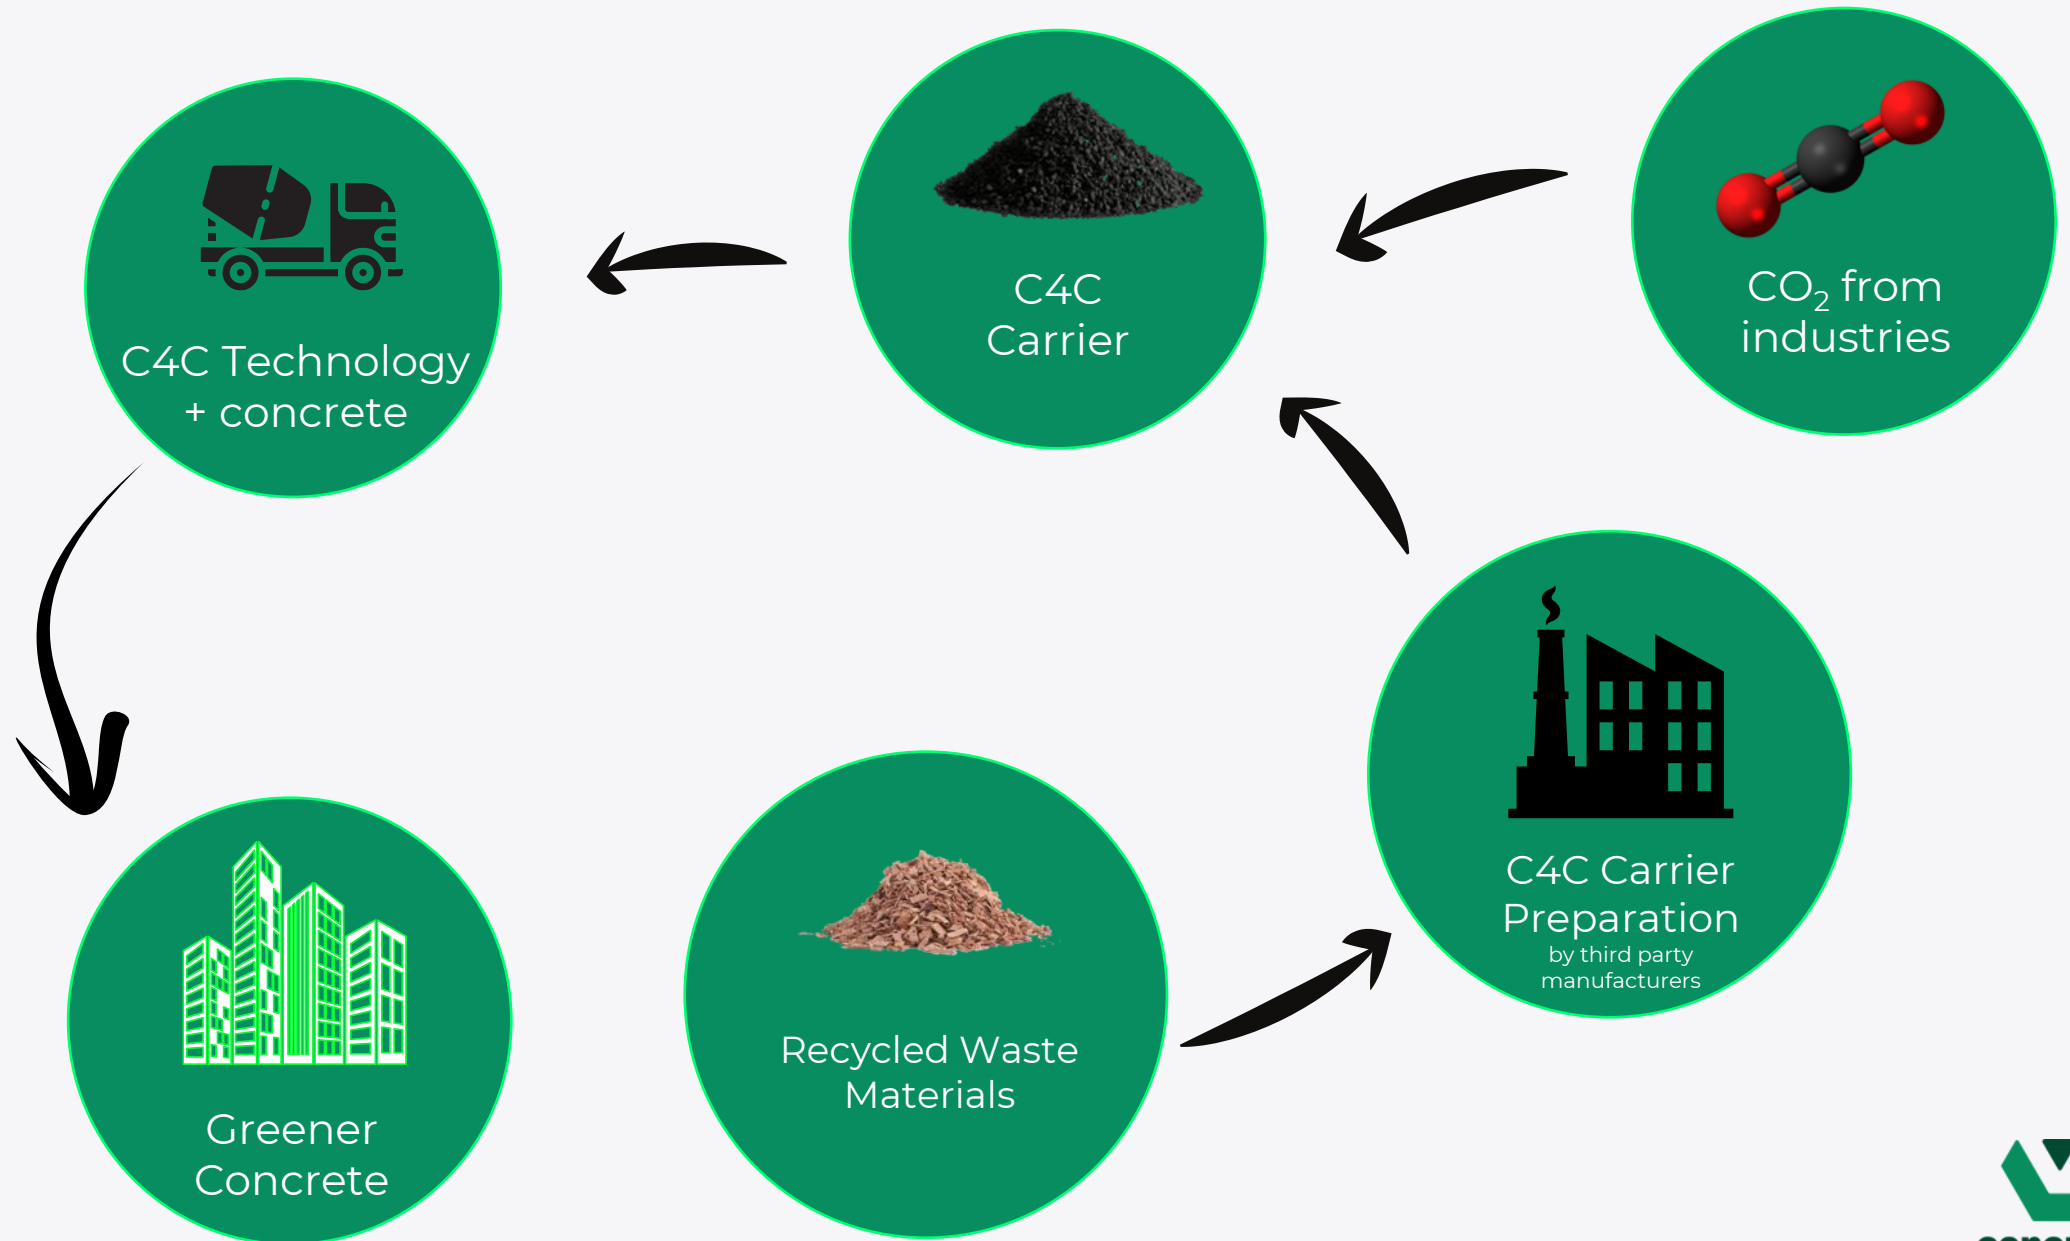 C4C Technology
+ concrete
C4C
Carrier
CO₂ from
industries
C4C Carrier
Preparation
by third party
manufacturers
Recycled Waste
Materials
Greener
Concrete